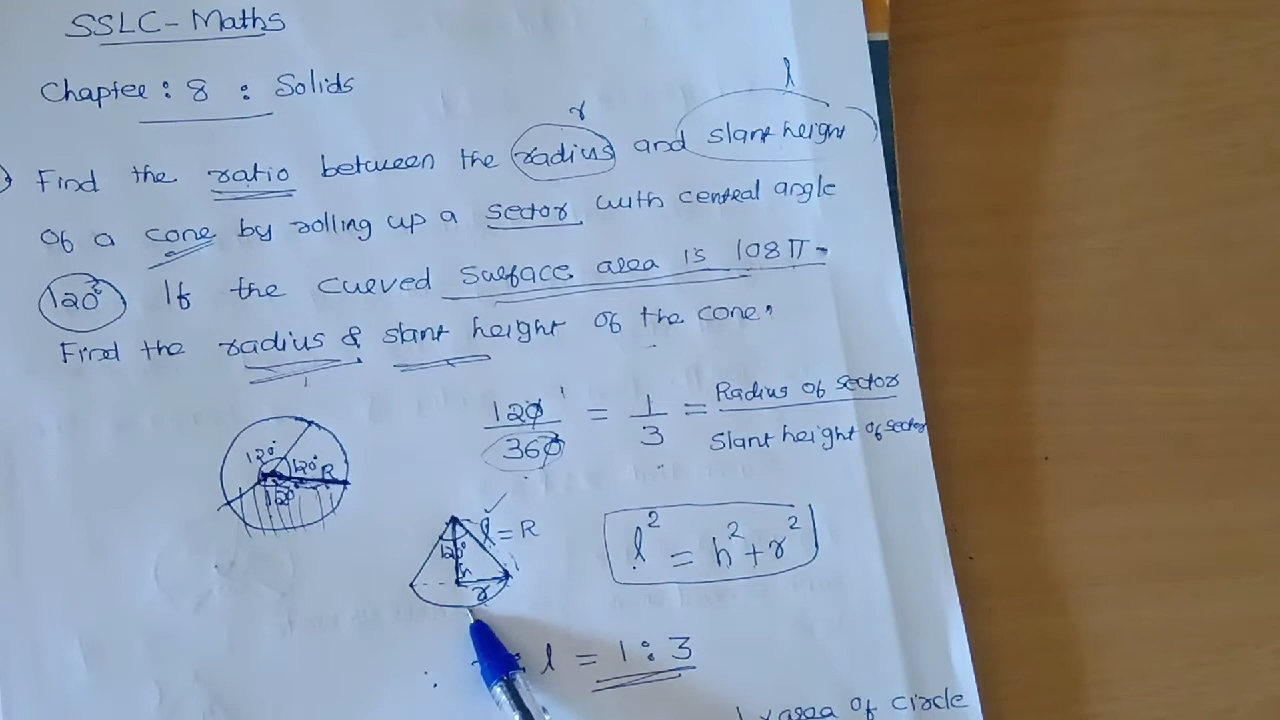 SSLC - Maths
Chapter : 8 : Solids
r
l
Find the ratio between the radius and slant height
of a cone by rolling up a sector with central angle
120° If the curved surface area is 108π.
Find the radius & slant height of the cone.
120/360 = 1/3 = Radius of sector / Slant height of sector
120°
120° R
120°
l = R
120°
h
r
l² = h² + r²
∴ l = 1 : 3
area of circle